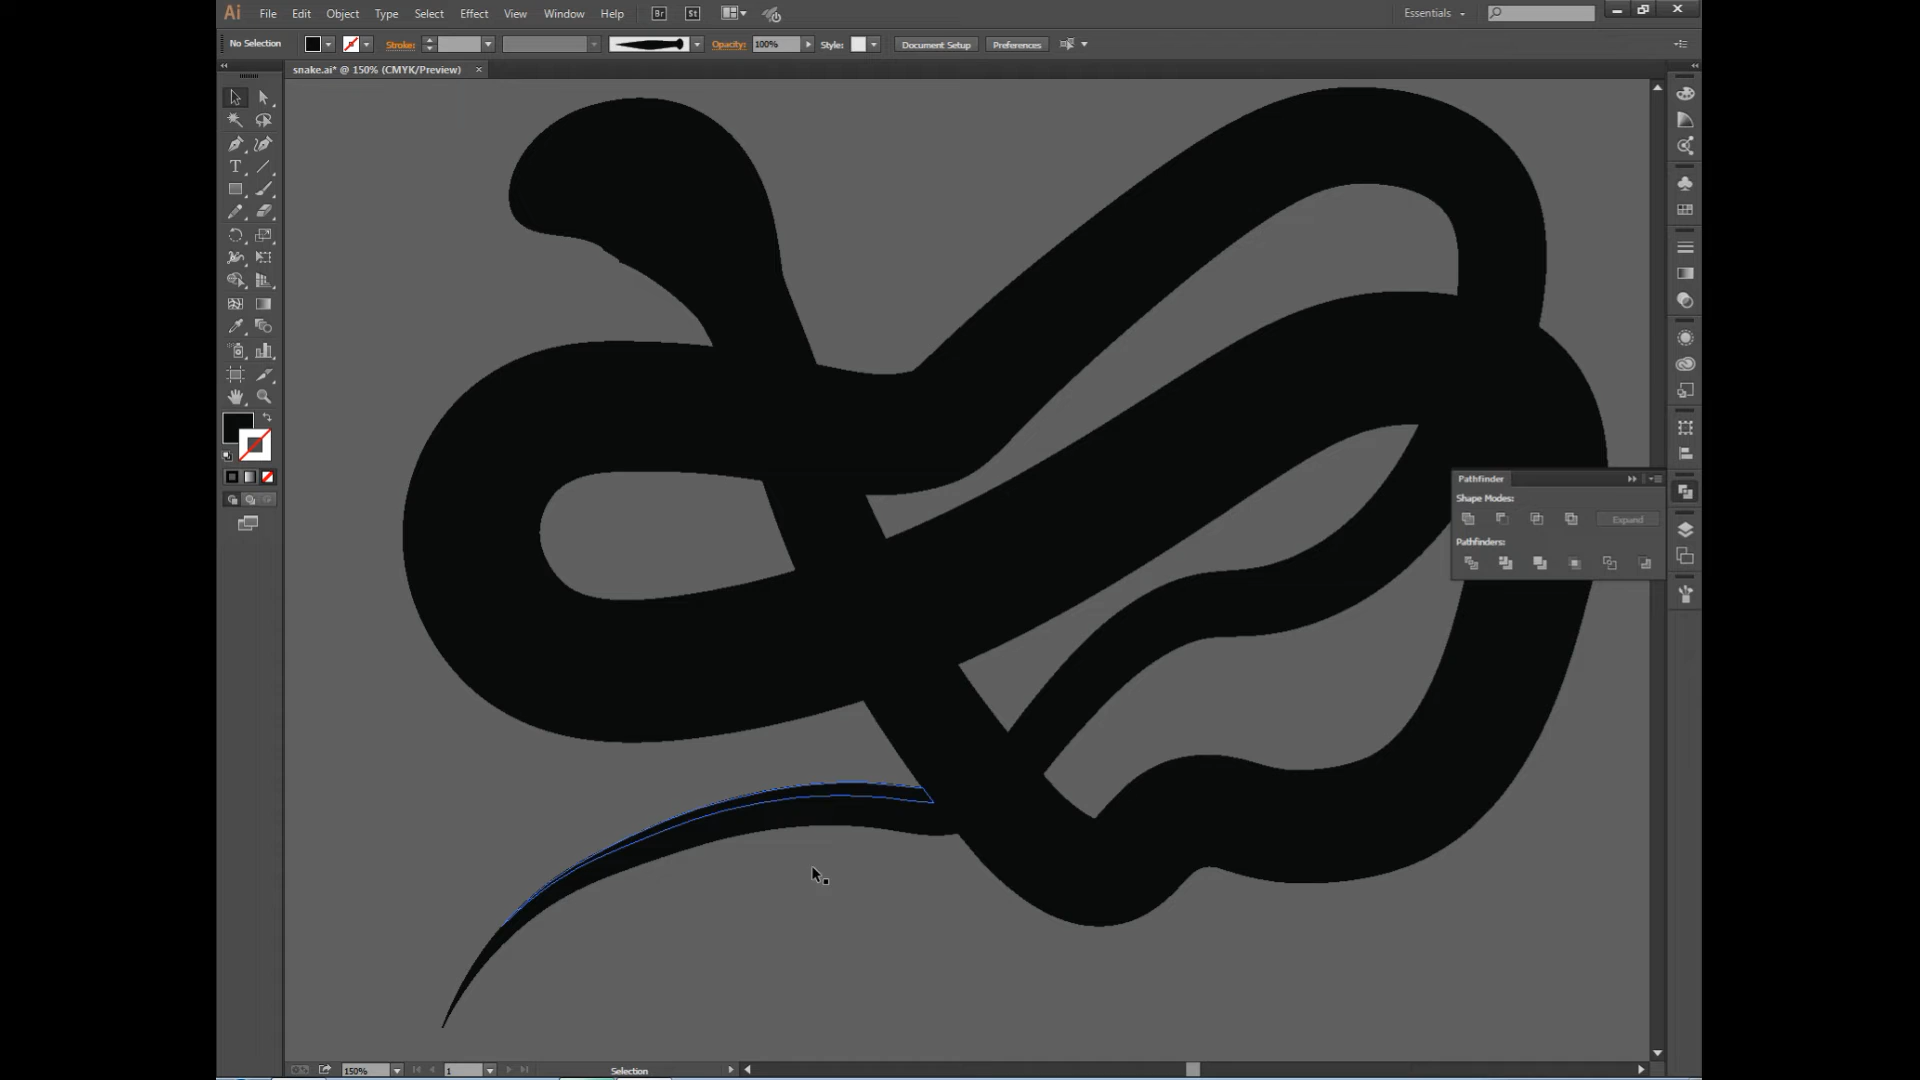 Ai File Edit Object Type Select Effect View Window Help Br St Essentials
No Selection Stroke: Opacity: 100% Style: Document Setup Preferences
snake.ai* @ 150% (CMYK/Preview) ×
T
Pathfinder
Shape Modes:
Expand
Pathfinders:
150% 1 Selection